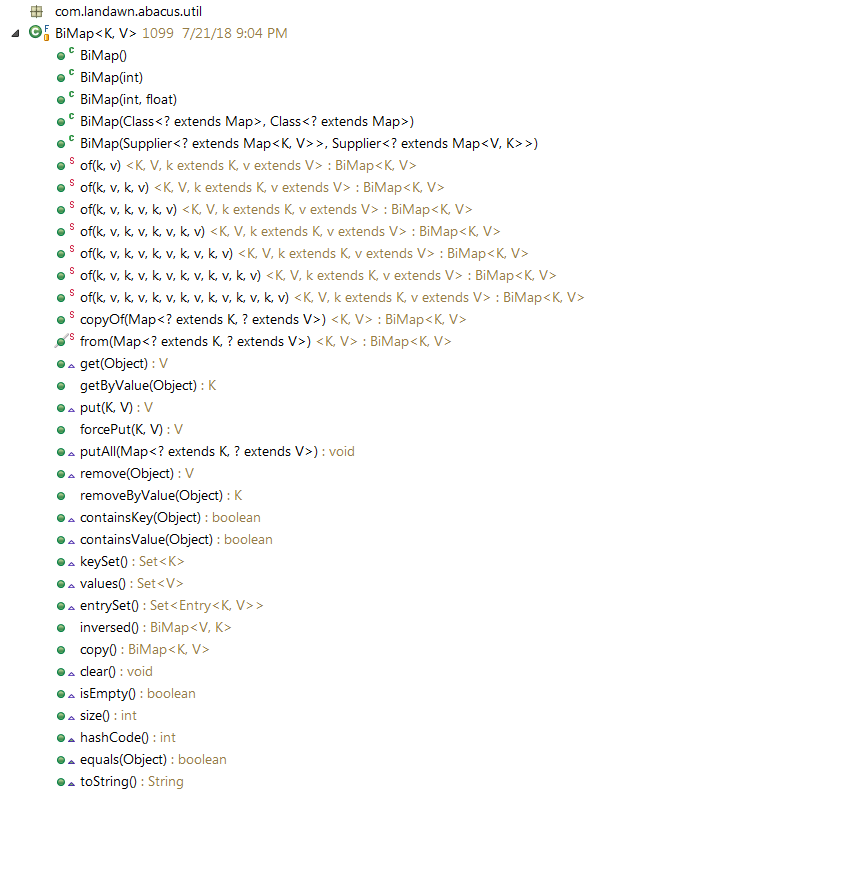 com.landawn.abacus.util
BiMap<K, V> 1099 7/21/18 9:04 PM
BiMap()
BiMap(int)
BiMap(int, float)
BiMap(Class<? extends Map>, Class<? extends Map>)
BiMap(Supplier<? extends Map<K, V>>, Supplier<? extends Map<V, K>>)
of(k, v) <K, V, k extends K, v extends V> : BiMap<K, V>
of(k, v, k, v) <K, V, k extends K, v extends V> : BiMap<K, V>
of(k, v, k, v, k, v) <K, V, k extends K, v extends V> : BiMap<K, V>
of(k, v, k, v, k, v, k, v) <K, V, k extends K, v extends V> : BiMap<K, V>
of(k, v, k, v, k, v, k, v, k, v) <K, V, k extends K, v extends V> : BiMap<K, V>
of(k, v, k, v, k, v, k, v, k, v, k, v) <K, V, k extends K, v extends V> : BiMap<K, V>
of(k, v, k, v, k, v, k, v, k, v, k, v, k, v) <K, V, k extends K, v extends V> : BiMap<K, V>
copyOf(Map<? extends K, ? extends V>) <K, V> : BiMap<K, V>
from(Map<? extends K, ? extends V>) <K, V> : BiMap<K, V>
get(Object) : V
getByValue(Object) : K
put(K, V) : V
forcePut(K, V) : V
putAll(Map<? extends K, ? extends V>) : void
remove(Object) : V
removeByValue(Object) : K
containsKey(Object) : boolean
containsValue(Object) : boolean
keySet() : Set<K>
values() : Set<V>
entrySet() : Set<Entry<K, V>>
inversed() : BiMap<V, K>
copy() : BiMap<K, V>
clear() : void
isEmpty() : boolean
size() : int
hashCode() : int
equals(Object) : boolean
toString() : String